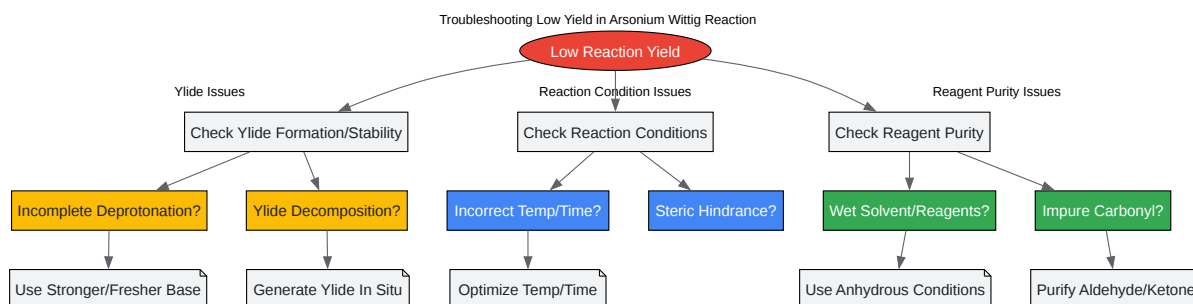 Troubleshooting Low Yield in Arsonium Wittig Reaction
Low Reaction Yield
Ylide Issues
Reaction Condition Issues
Reagent Purity Issues
Check Ylide Formation/Stability
Check Reaction Conditions
Check Reagent Purity
Incomplete Deprotonation?
Ylide Decomposition?
Incorrect Temp/Time?
Steric Hindrance?
Wet Solvent/Reagents?
Impure Carbonyl?
Use Stronger/Fresher Base
Generate Ylide In Situ
Optimize Temp/Time
Use Anhydrous Conditions
Purify Aldehyde/Ketone